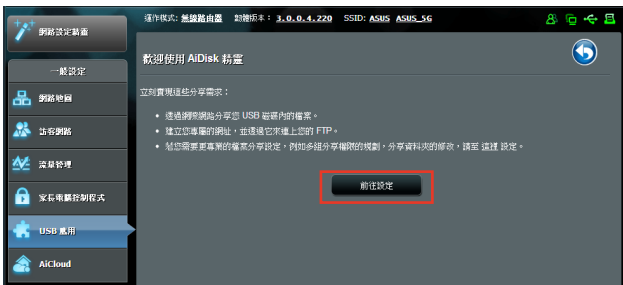 網路設定精靈
運作模式: 無線路由器 韌體版本: 3.0.0.4.220 SSID: ASUS ASUS_5G
一般設定
網路地圖
訪客網路
流量管理
家長電腦控制程式
USB 應用
AiCloud
歡迎使用 AiDisk 精靈
立刻實現這些分享需求：
• 透過網際網路分享您 USB 磁碟內的檔案。
• 建立您專屬的網址，並透過它來連上您的 FTP。
• 若您需要更專業的檔案分享設定，例如多組分享權限的規劃，分享資料夾的修改，請至 這裡 設定。
前往設定